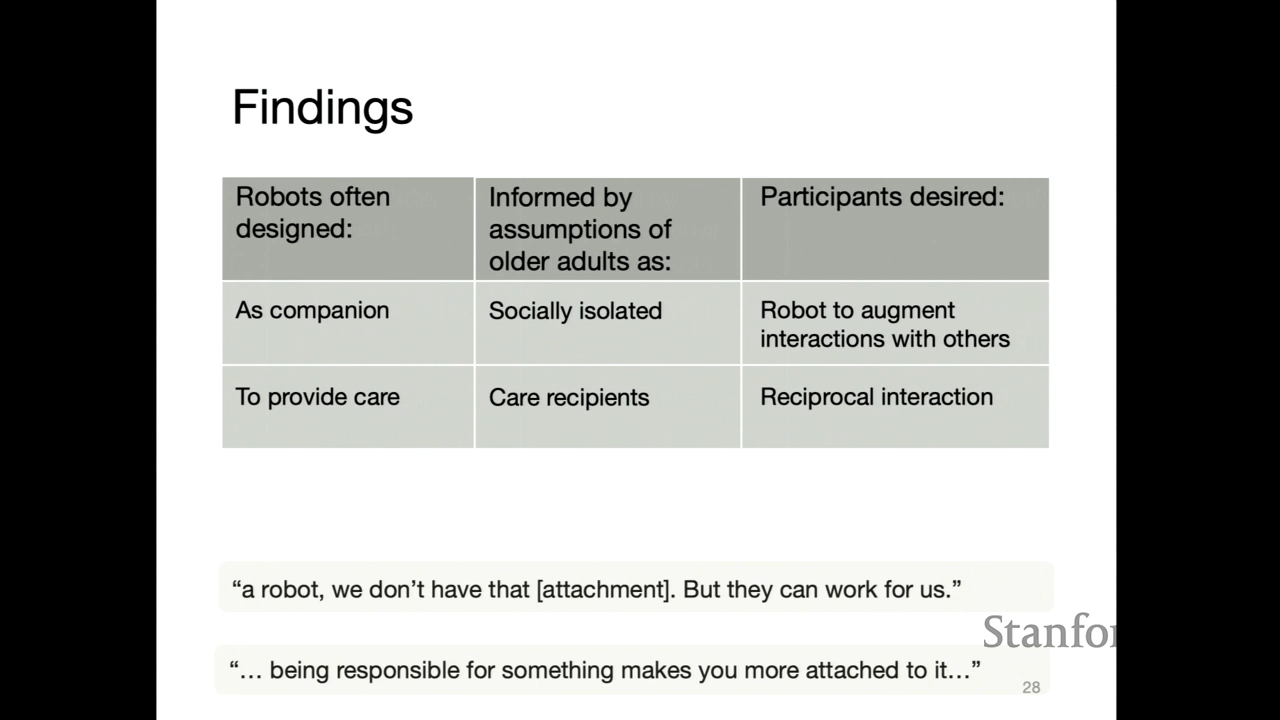 Findings
Robots often
designed:
Informed by
assumptions of
older adults as:
Participants desired:
As companion
Socially isolated
Robot to augment
interactions with others
To provide care
Care recipients
Reciprocal interaction
“a robot, we don’t have that [attachment]. But they can work for us.”
Stanfor
“… being responsible for something makes you more attached to it…”
28